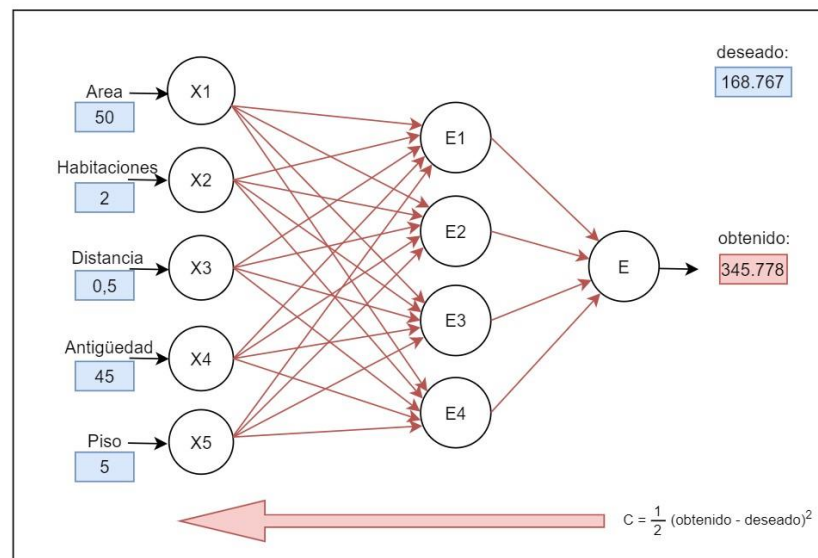 deseado:
168.767
Area
50
X1
Habitaciones
2
X2
Distancia
0,5
X3
Antigüedad
45
X4
Piso
5
X5
E1
E2
E3
E4
E
obtenido:
345.778
C = 1/2 (obtenido - deseado)²